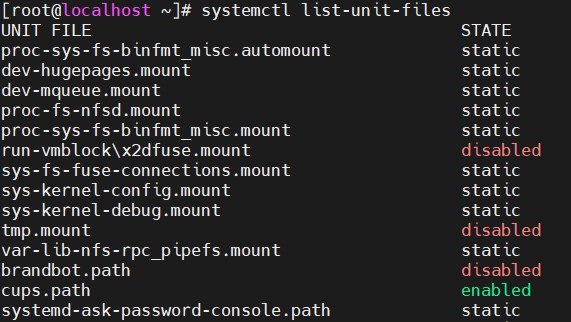 [root@localhost ~]# systemctl list-unit-files
UNIT FILE STATE
proc-sys-fs-binfmt_misc.automount static
dev-hugepages.mount static
dev-mqueue.mount static
proc-fs-nfsd.mount static
proc-sys-fs-binfmt_misc.mount static
run-vmblock\x2dfuse.mount disabled
sys-fs-fuse-connections.mount static
sys-kernel-config.mount static
sys-kernel-debug.mount static
tmp.mount disabled
var-lib-nfs-rpc_pipefs.mount static
brandbot.path disabled
cups.path enabled
systemd-ask-password-console.path static